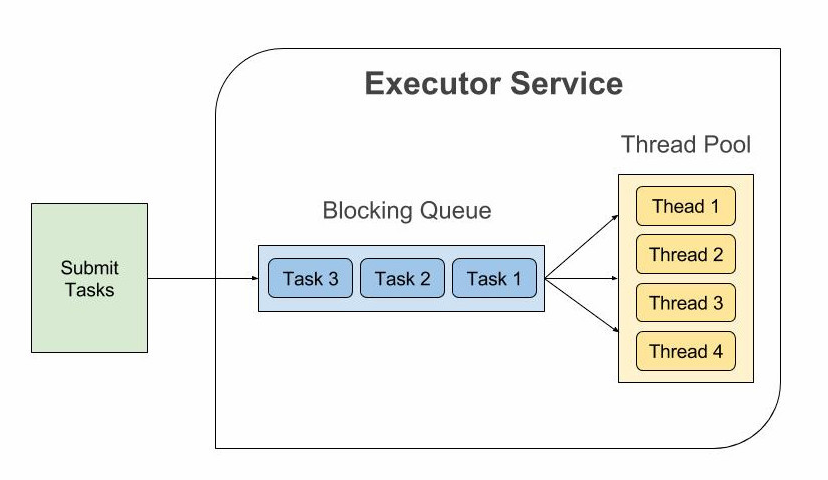 Executor Service
Thread Pool
Blocking Queue
Submit
Tasks
Task 3
Task 2
Task 1
Thead 1
Thread 2
Thread 3
Thread 4